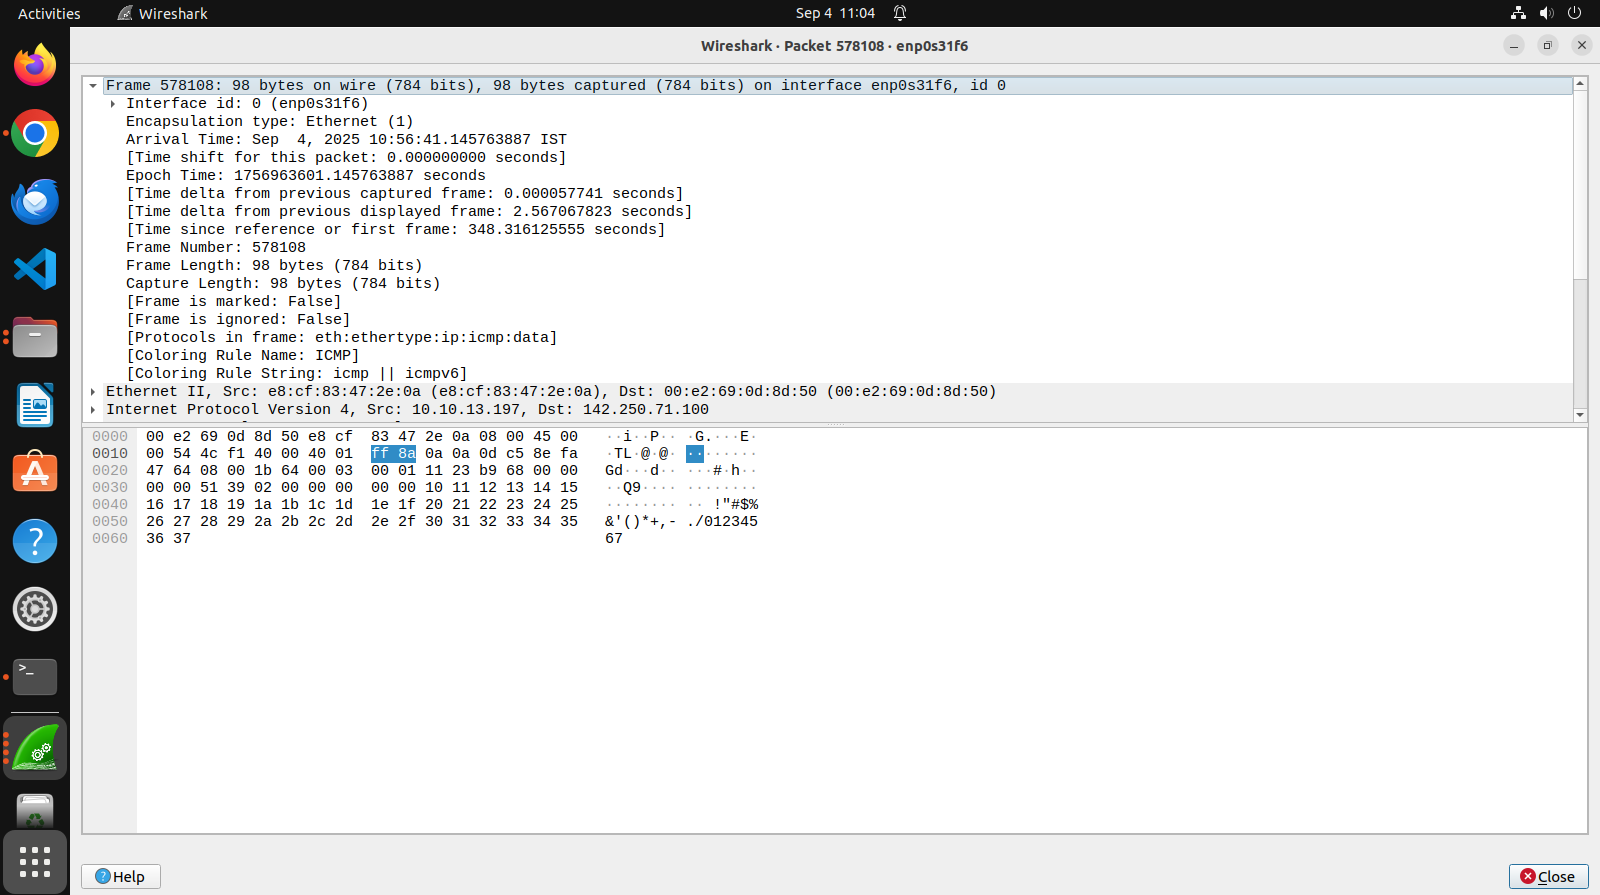 Activities
Wireshark
Sep 4 11:04
Wireshark · Packet 578108 · enp0s31f6
Frame 578108: 98 bytes on wire (784 bits), 98 bytes captured (784 bits) on interface enp0s31f6, id 0
Interface id: 0 (enp0s31f6)
Encapsulation type: Ethernet (1)
Arrival Time: Sep  4, 2025 10:56:41.145763887 IST
[Time shift for this packet: 0.000000000 seconds]
Epoch Time: 1756963601.145763887 seconds
[Time delta from previous captured frame: 0.000057741 seconds]
[Time delta from previous displayed frame: 2.567067823 seconds]
[Time since reference or first frame: 348.316125555 seconds]
Frame Number: 578108
Frame Length: 98 bytes (784 bits)
Capture Length: 98 bytes (784 bits)
[Frame is marked: False]
[Frame is ignored: False]
[Protocols in frame: eth:ethertype:ip:icmp:data]
[Coloring Rule Name: ICMP]
[Coloring Rule String: icmp || icmpv6]
Ethernet II, Src: e8:cf:83:47:2e:0a (e8:cf:83:47:2e:0a), Dst: 00:e2:69:0d:8d:50 (00:e2:69:0d:8d:50)
Internet Protocol Version 4, Src: 10.10.13.197, Dst: 142.250.71.100
0000 00 e2 69 0d 8d 50 e8 cf 83 47 2e 0a 08 00 45 00 ··i··P·· ·G.···E·
0010 00 54 4c f1 40 00 40 01 ff 8a 0a 0a 0d c5 8e fa ·TL·@·@· ········
0020 47 64 08 00 1b 64 00 03 00 01 11 23 b9 68 00 00 Gd···d·· ···#·h··
0030 00 00 51 39 02 00 00 00 00 00 10 11 12 13 14 15 ··Q9···· ········
0040 16 17 18 19 1a 1b 1c 1d 1e 1f 20 21 22 23 24 25 ········ ·· !"#$%
0050 26 27 28 29 2a 2b 2c 2d 2e 2f 30 31 32 33 34 35 &'()*+,- ./012345
0060 36 37 67
Help
Close